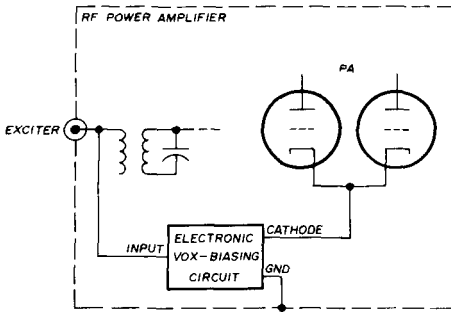 RF POWER AMPLIFIER
PA
EXCITER
CATHODE
INPUT
ELECTRONIC
VOX-BIASING
CIRCUIT
GND